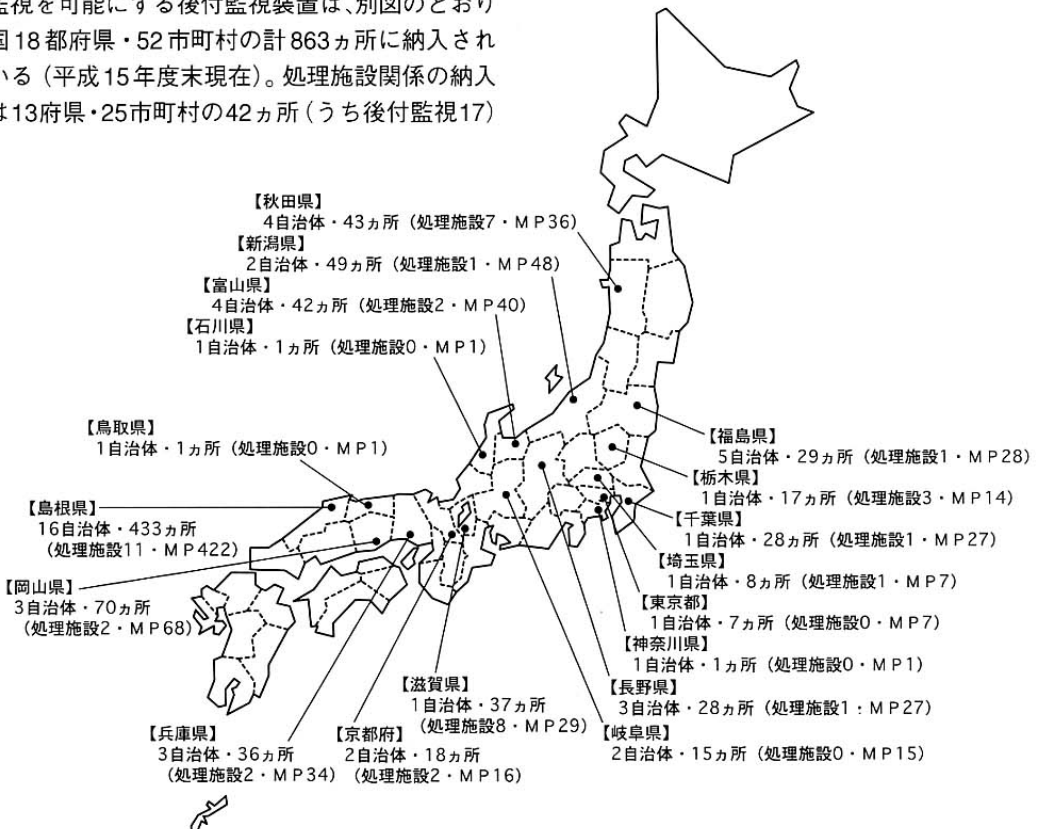 監視を可能にする後付監視装置は、別図のとおり
国18都府県・52市町村の計863ヵ所に納入され
いる（平成15年度末現在）。処理施設関係の納入
は13府県・25市町村の42ヵ所（うち後付監視17）
【秋田県】
4自治体・43ヵ所（処理施設7・MP36）
【新潟県】
2自治体・49ヵ所（処理施設1・MP48）
【富山県】
4自治体・42ヵ所（処理施設2・MP40）
【石川県】
1自治体・1ヵ所（処理施設0・MP1）
【鳥取県】
1自治体・1ヵ所（処理施設0・MP1）
【島根県】
16自治体・433ヵ所
（処理施設11・MP422）
【岡山県】
3自治体・70ヵ所
（処理施設2・MP68）
【兵庫県】
3自治体・36ヵ所
（処理施設2・MP34）
【京都府】
2自治体・18ヵ所
（処理施設2・MP16）
【滋賀県】
1自治体・37ヵ所
（処理施設8・MP29）
【福島県】
5自治体・29ヵ所（処理施設1・MP28）
【栃木県】
1自治体・17ヵ所（処理施設3・MP14）
【千葉県】
1自治体・28ヵ所（処理施設1・MP27）
【埼玉県】
1自治体・8ヵ所（処理施設1・MP7）
【東京都】
1自治体・7ヵ所（処理施設0・MP7）
【神奈川県】
1自治体・1ヵ所（処理施設0・MP1）
【長野県】
3自治体・28ヵ所（処理施設1：MP27）
【岐阜県】
2自治体・15ヵ所（処理施設0・MP15）